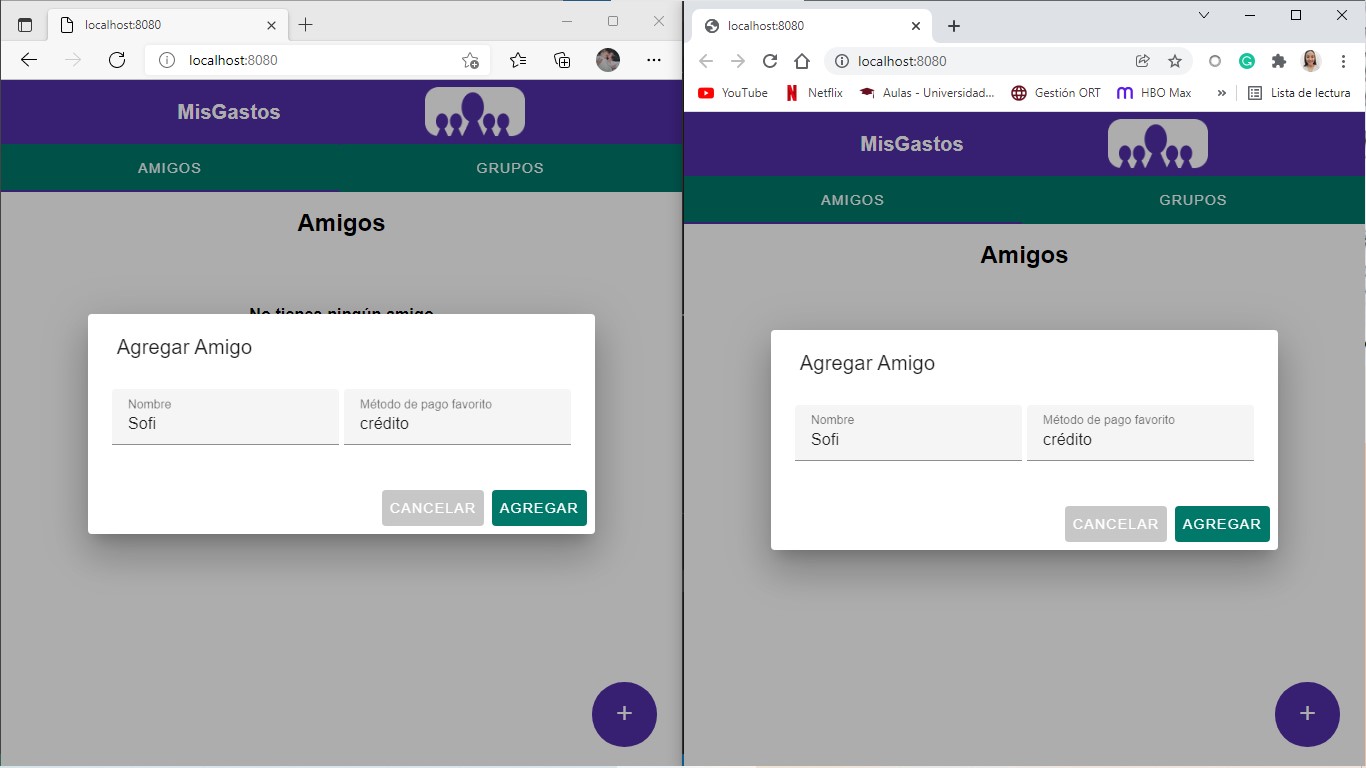 localhost:8080
localhost:8080
MisGastos
AMIGOS
GRUPOS
Amigos
No tienes ningún amigo
Agregar Amigo
Nombre
Sofi
Método de pago favorito
crédito
CANCELAR
AGREGAR
+
localhost:8080
localhost:8080
YouTube
Netflix
Aulas - Universidad...
Gestión ORT
HBO Max
»
Lista de lectura
MisGastos
AMIGOS
GRUPOS
Amigos
Agregar Amigo
Nombre
Sofi
Método de pago favorito
crédito
CANCELAR
AGREGAR
+